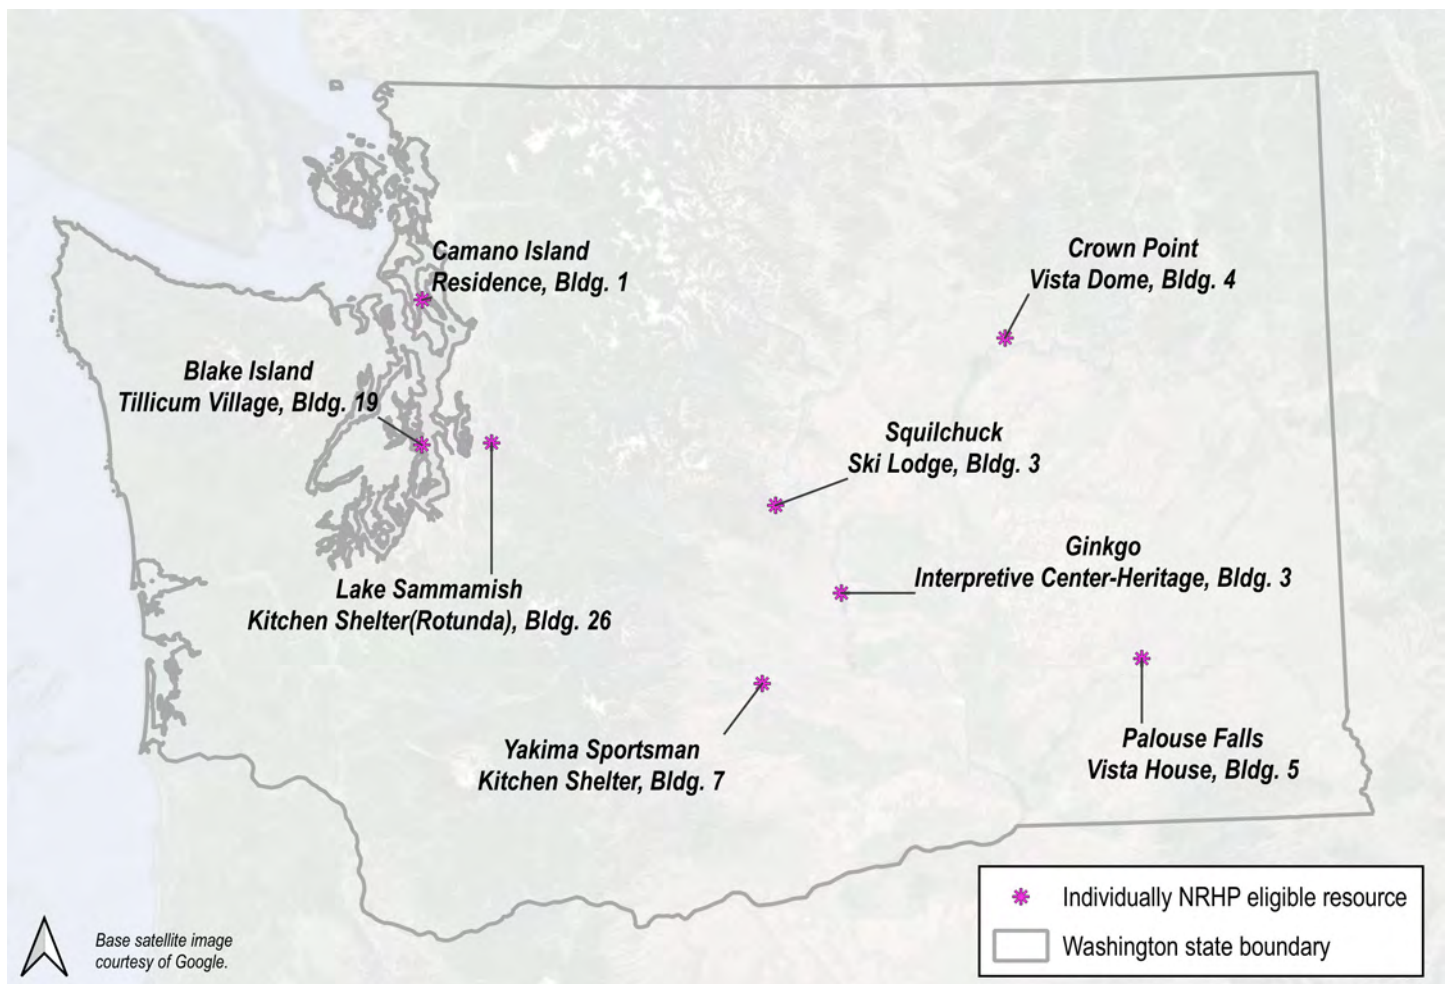 Camano Island
Residence, Bldg. 1
Crown Point
Vista Dome, Bldg. 4
Blake Island
Tillicum Village, Bldg. 19
Squilchuck
Ski Lodge, Bldg. 3
Ginkgo
Interpretive Center-Heritage, Bldg. 3
Lake Sammamish
Kitchen Shelter(Rotunda), Bldg. 26
Yakima Sportsman
Kitchen Shelter, Bldg. 7
Palouse Falls
Vista House, Bldg. 5
Individually NRHP eligible resource
Washington state boundary
Base satellite image
courtesy of Google.